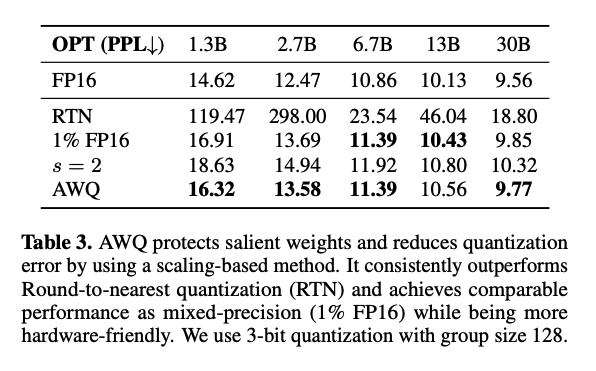 OPT (PPL↓) 1.3B 2.7B 6.7B 13B 30B
FP16 14.62 12.47 10.86 10.13 9.56
RTN 119.47 298.00 23.54 46.04 18.80
1% FP16 16.91 13.69 11.39 10.43 9.85
s = 2 18.63 14.94 11.92 10.80 10.32
AWQ 16.32 13.58 11.39 10.56 9.77
Table 3. AWQ protects salient weights and reduces quantization
error by using a scaling-based method. It consistently outperforms
Round-to-nearest quantization (RTN) and achieves comparable
performance as mixed-precision (1% FP16) while being more
hardware-friendly. We use 3-bit quantization with group size 128.